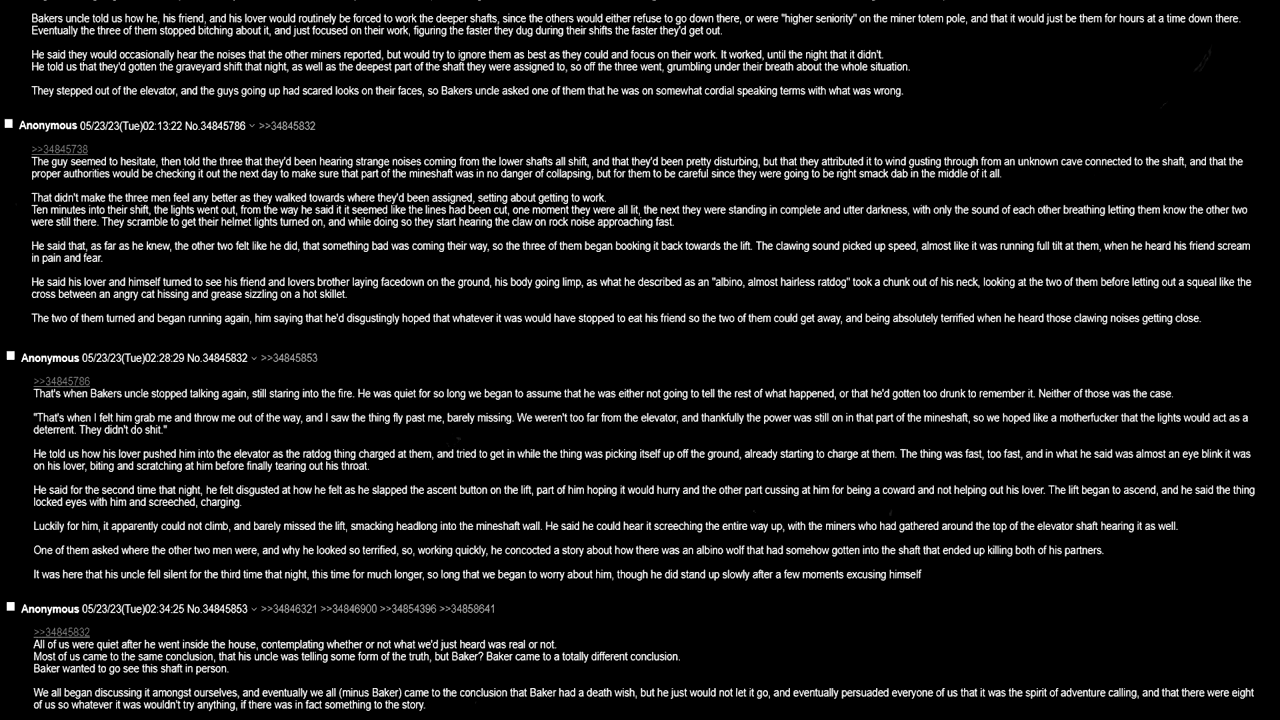 Bakers uncle told us how he, his friend, and his lover would routinely be forced to work the deeper shafts, since the others would either refuse to go down there, or were "higher seniority" on the miner totem pole, and that it would just be them for hours at a time down there.
Eventually the three of them stopped bitching about it, and just focused on their work, figuring the faster they dug during their shifts the faster they'd get out.
He said they would occasionally hear the noises that the other miners reported, but would try to ignore them as best as they could and focus on their work. It worked, until the night that it didn't.
He told us that they'd gotten the graveyard shift that night, as well as the deepest part of the shaft they were assigned to, so off the three went, grumbling under their breath about the whole situation.
They stepped out of the elevator, and the guys going up had scared looks on their faces, so Bakers uncle asked one of them that he was on somewhat cordial speaking terms with what was wrong.
Anonymous 05/23/23(Tue)02:13:22 No.34845786 >>34845832
>>34845738
The guy seemed to hesitate, then told the three that they'd been hearing strange noises coming from the lower shafts all shift, and that they'd been pretty disturbing, but that they attributed it to wind gusting through from an unknown cave connected to the shaft, and that the
proper authorities would be checking it out the next day to make sure that part of the mineshaft was in no danger of collapsing, but for them to be careful since they were going to be right smack dab in the middle of it all.
That didn't make the three men feel any better as they walked towards where they'd been assigned, setting about getting to work.
Ten minutes into their shift, the lights went out, from the way he said it it seemed like the lines had been cut, one moment they were all lit, the next they were standing in complete and utter darkness, with only the sound of each other breathing letting them know the other two
were still there. They scramble to get their helmet lights turned on, and while doing so they start hearing the claw on rock noise approaching fast.
He said that, as far as he knew, the other two felt like he did, that something bad was coming their way, so the three of them began booking it back towards the lift. The clawing sound picked up speed, almost like it was running full tilt at them, when he heard his friend scream
in pain and fear.
He said his lover and himself turned to see his friend and lovers brother laying facedown on the ground, his body going limp, as what he described as an "albino, almost hairless ratdog" took a chunk out of his neck, looking at the two of them before letting out a squeal like the
cross between an angry cat hissing and grease sizzling on a hot skillet.
The two of them turned and began running again, him saying that he'd disgustingly hoped that whatever it was would have stopped to eat his friend so the two of them could get away, and being absolutely terrified when he heard those clawing noises getting close.
Anonymous 05/23/23(Tue)02:28:29 No.34845832 >>34845853
>>34845786
That's when Bakers uncle stopped talking again, still staring into the fire. He was quiet for so long we began to assume that he was either not going to tell the rest of what happened, or that he'd gotten too drunk to remember it. Neither of those was the case.
"That's when I felt him grab me and throw me out of the way, and I saw the thing fly past me, barely missing. We weren't too far from the elevator, and thankfully the power was still on in that part of the mineshaft, so we hoped like a motherfucker that the lights would act as a
deterrent. They didn't do shit."
He told us how his lover pushed him into the elevator as the ratdog thing charged at them, and tried to get in while the thing was picking itself up off the ground, already starting to charge at them. The thing was fast, too fast, and in what he said was almost an eye blink it was
on his lover, biting and scratching at him before finally tearing out his throat.
He said for the second time that night, he felt disgusted at how he felt as he slapped the ascent button on the lift, part of him hoping it would hurry and the other part cussing at him for being a coward and not helping out his lover. The lift began to ascend, and he said the thing
locked eyes with him and screeched, charging.
Luckily for him, it apparently could not climb, and barely missed the lift, smacking headlong into the mineshaft wall. He said he could hear it screeching the entire way up, with the miners who had gathered around the top of the elevator shaft hearing it as well.
One of them asked where the other two men were, and why he looked so terrified, so, working quickly, he concocted a story about how there was an albino wolf that had somehow gotten into the shaft that ended up killing both of his partners.
It was here that his uncle fell silent for the third time that night, this time for much longer, so long that we began to worry about him, though he did stand up slowly after a few moments excusing himself
Anonymous 05/23/23(Tue)02:34:25 No.34845853 >>34846321 >>34846900 >>34854396 >>34858641
>>34845832
All of us were quiet after he went inside the house, contemplating whether or not what we'd just heard was real or not.
Most of us came to the same conclusion, that his uncle was telling some form of the truth, but Baker? Baker came to a totally different conclusion.
Baker wanted to go see this shaft in person.
We all began discussing it amongst ourselves, and eventually we all (minus Baker) came to the conclusion that Baker had a death wish, but he just would not let it go, and eventually persuaded everyone of us that it was the spirit of adventure calling, and that there were eight
of us so whatever it was wouldn't try anything, if there was in fact something to the story.